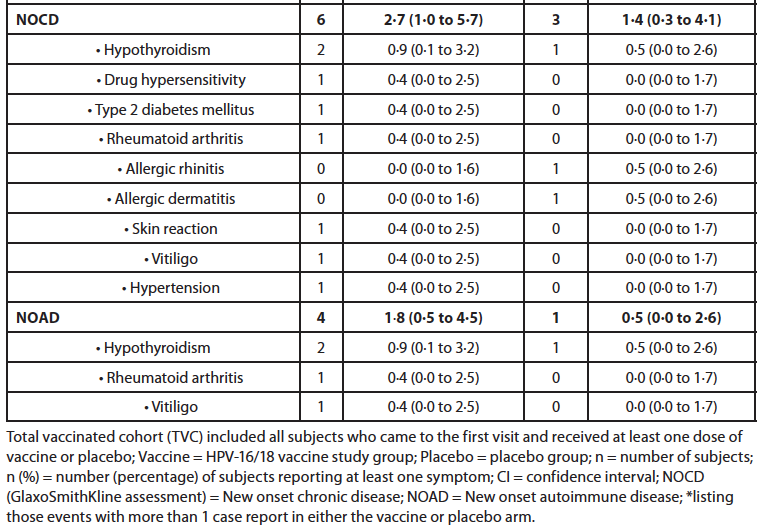 NOCD 6 2·7 (1·0 to 5·7) 3 1·4 (0·3 to 4·1)
• Hypothyroidism 2 0·9 (0·1 to 3·2) 1 0·5 (0·0 to 2·6)
• Drug hypersensitivity 1 0·4 (0·0 to 2·5) 0 0·0 (0·0 to 1·7)
• Type 2 diabetes mellitus 1 0·4 (0·0 to 2·5) 0 0·0 (0·0 to 1·7)
• Rheumatoid arthritis 1 0·4 (0·0 to 2·5) 0 0·0 (0·0 to 1·7)
• Allergic rhinitis 0 0·0 (0·0 to 1·6) 1 0·5 (0·0 to 2·6)
• Allergic dermatitis 0 0·0 (0·0 to 1·6) 1 0·5 (0·0 to 2·6)
• Skin reaction 1 0·4 (0·0 to 2·5) 0 0·0 (0·0 to 1·7)
• Vitiligo 1 0·4 (0·0 to 2·5) 0 0·0 (0·0 to 1·7)
• Hypertension 1 0·4 (0·0 to 2·5) 0 0·0 (0·0 to 1·7)
NOAD 4 1·8 (0·5 to 4·5) 1 0·5 (0·0 to 2·6)
• Hypothyroidism 2 0·9 (0·1 to 3·2) 1 0·5 (0·0 to 2·6)
• Rheumatoid arthritis 1 0·4 (0·0 to 2·5) 0 0·0 (0·0 to 1·7)
• Vitiligo 1 0·4 (0·0 to 2·5) 0 0·0 (0·0 to 1·7)
Total vaccinated cohort (TVC) included all subjects who came to the first visit and received at least one dose of
vaccine or placebo; Vaccine = HPV-16/18 vaccine study group; Placebo = placebo group; n = number of subjects;
n (%) = number (percentage) of subjects reporting at least one symptom; CI = confidence interval; NOCD
(GlaxoSmithKline assessment) = New onset chronic disease; NOAD = New onset autoimmune disease; *listing
those events with more than 1 case report in either the vaccine or placebo arm.